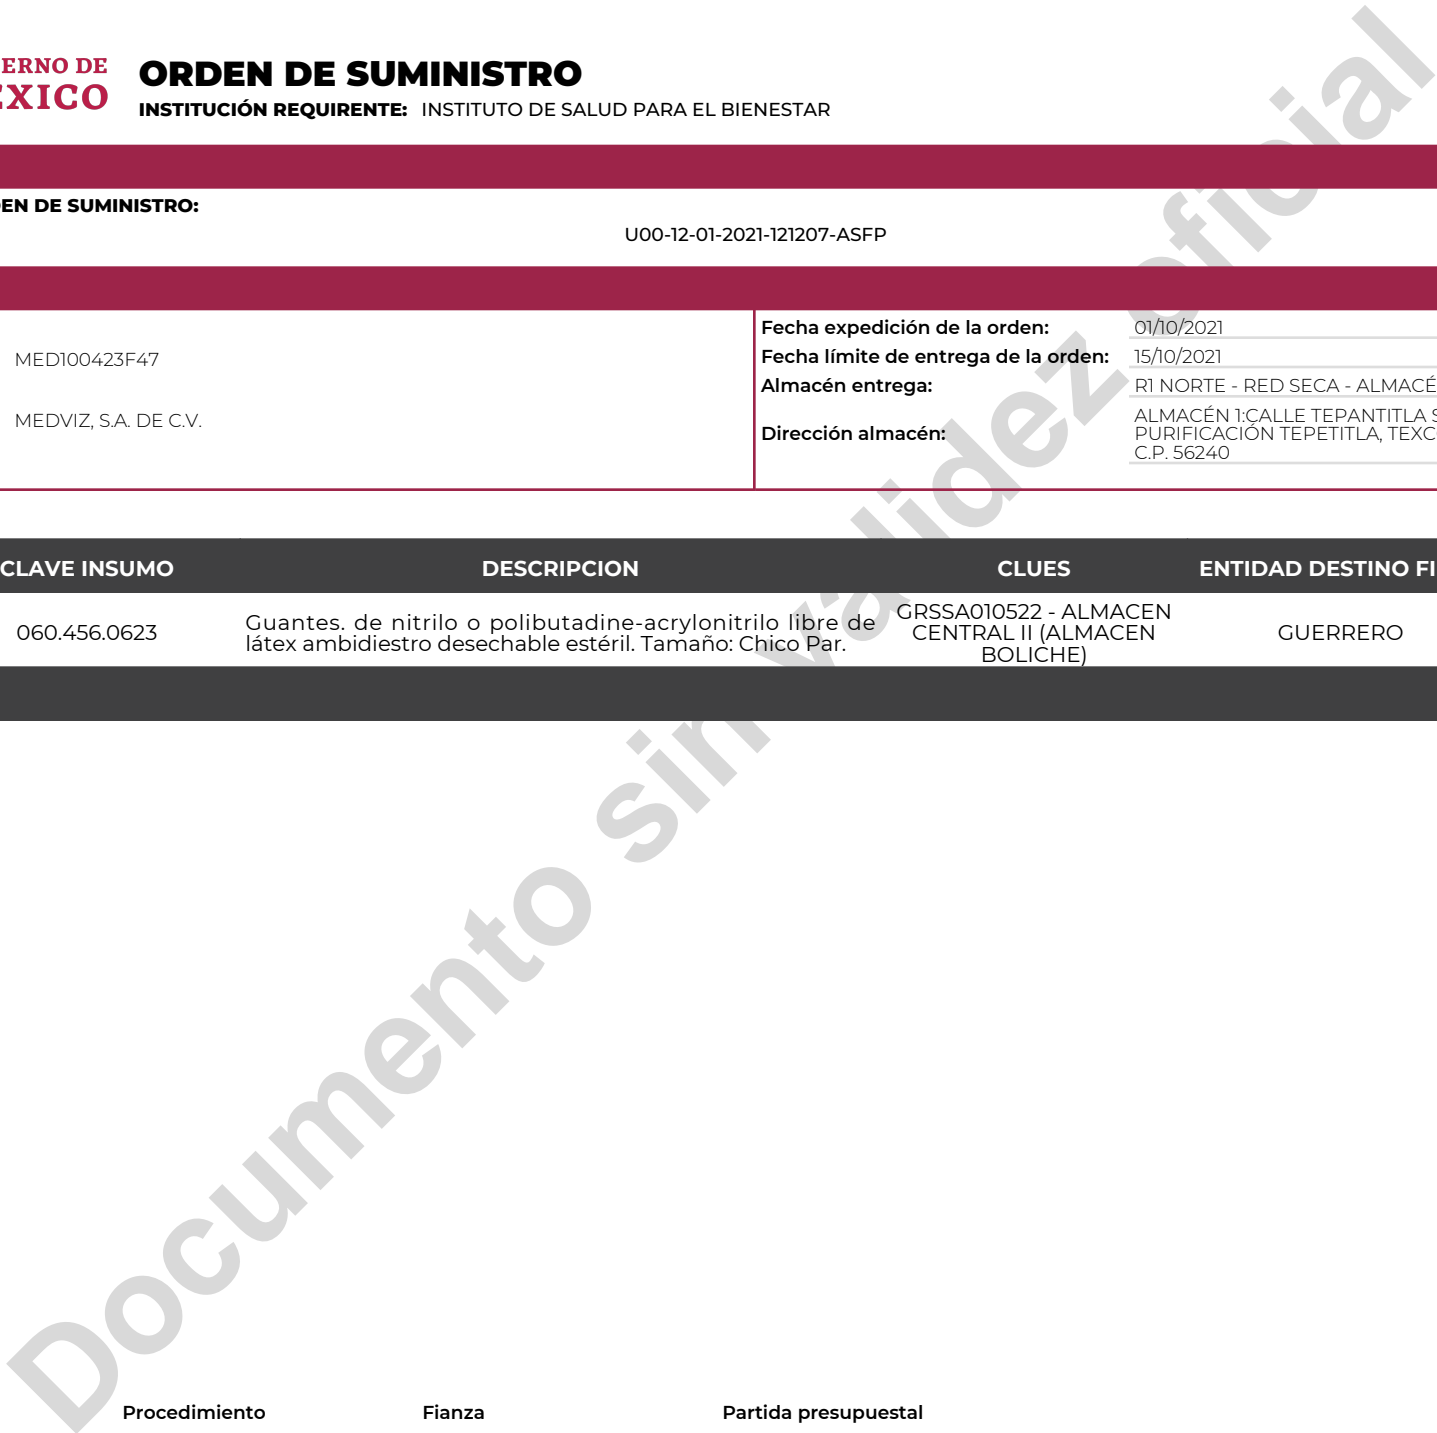 ERNO DE
EXICO
ORDEN DE SUMINISTRO
INSTITUCIÓN REQUIRENTE: INSTITUTO DE SALUD PARA EL BIENESTAR
EN DE SUMINISTRO:
U00-12-01-2021-121207-ASFP
MED100423F47
MEDVIZ, S.A. DE C.V.
Fecha expedición de la orden: 01/10/2021
Fecha límite de entrega de la orden: 15/10/2021
Almacén entrega: R1 NORTE - RED SECA - ALMACÉ
Dirección almacén:
ALMACÉN 1:CALLE TEPANTITLA S
PURIFICACIÓN TEPETITLA, TEXC
C.P. 56240
CLAVE INSUMO DESCRIPCION CLUES ENTIDAD DESTINO FI
060.456.0623
Guantes. de nitrilo o polibutadine-acrylonitrilo libre de
látex ambidiestro desechable estéril. Tamaño: Chico Par.
GRSSA010522 - ALMACEN
CENTRAL II (ALMACEN
BOLICHE)
GUERRERO
Documento sin validez oficial
Procedimiento Fianza Partida presupuestal